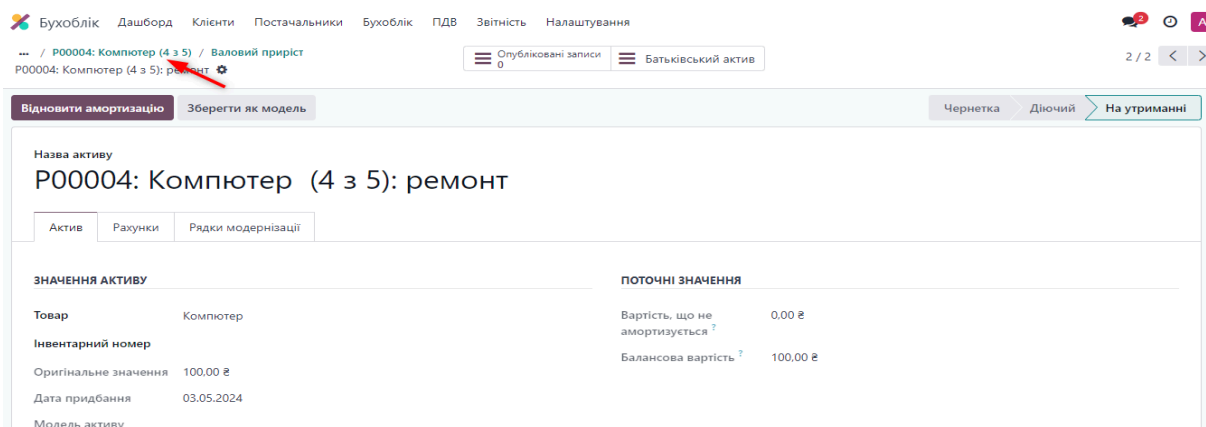 Бухоблік Дашборд Клієнти Постачальники Бухоблік ПДВ Звітність Налаштування 2 A
... / P00004: Компютер (4 з 5) / Валовий приріст
P00004: Компютер (4 з 5): ремонт
Опубліковані записи
0
Батьківський актив
2 / 2
Відновити амортизацію Зберегти як модель Чернетка Діючий На утриманні
Назва активу
P00004: Компютер (4 з 5): ремонт
Актив Рахунки Рядки модернізації
ЗНАЧЕННЯ АКТИВУ
Товар Компютер
Інвентарний номер
Оригінальне значення 100,00 ₴
Дата придбання 03.05.2024
Модель активу
ПОТОЧНІ ЗНАЧЕННЯ
Вартість, що не 0,00 ₴
амортизується ?
Балансова вартість ? 100,00 ₴